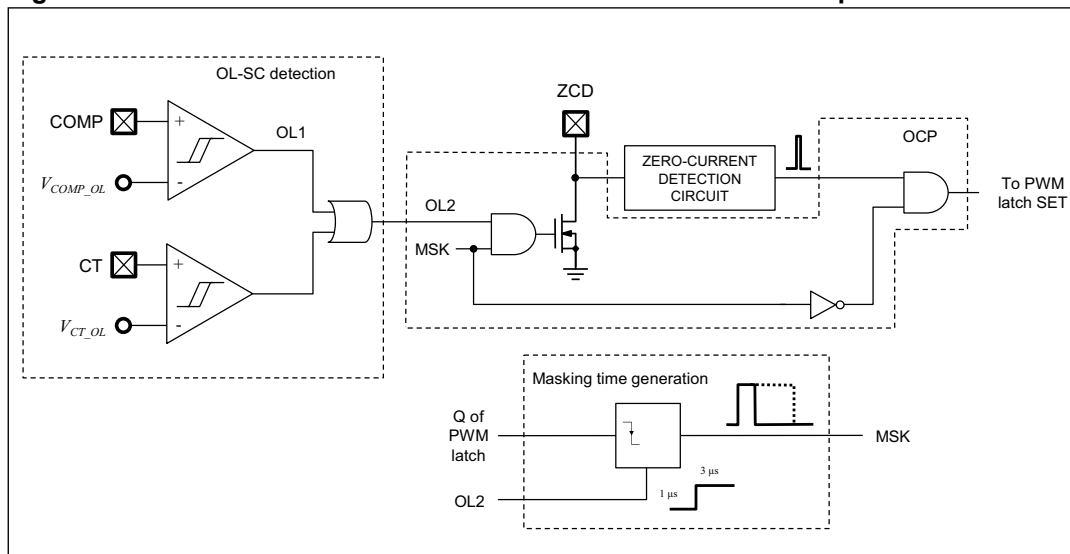 OL-SC detection
COMP
+
OL1
-
V_COMP_OL
CT
+
-
V_CT_OL
ZCD
OCP
ZERO-CURRENT
DETECTION
CIRCUIT
To PWM
latch SET
OL2
MSK
Masking time generation
Q of
PWM
latch
MSK
OL2
1 µs
3 µs